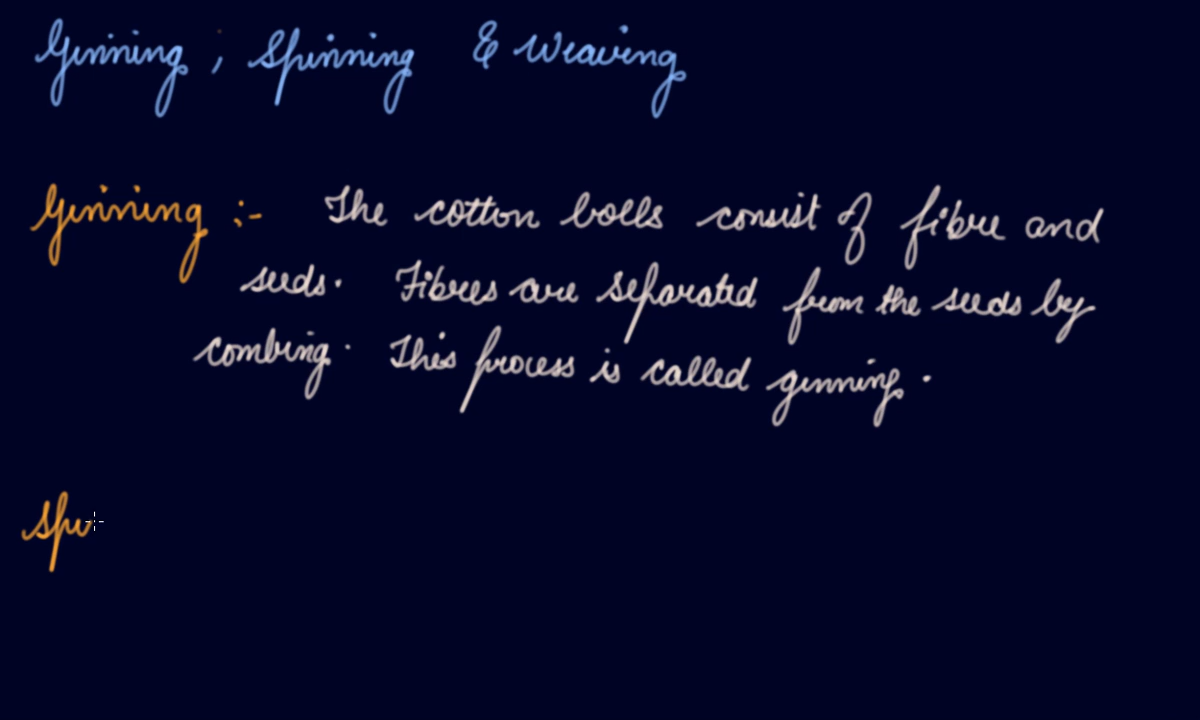 Ginning , Spinning & Weaving
Ginning :- The cotton bolls consist of fibre and
seeds. Fibres are separated from the seeds by
combing. This process is called ginning.
Spi